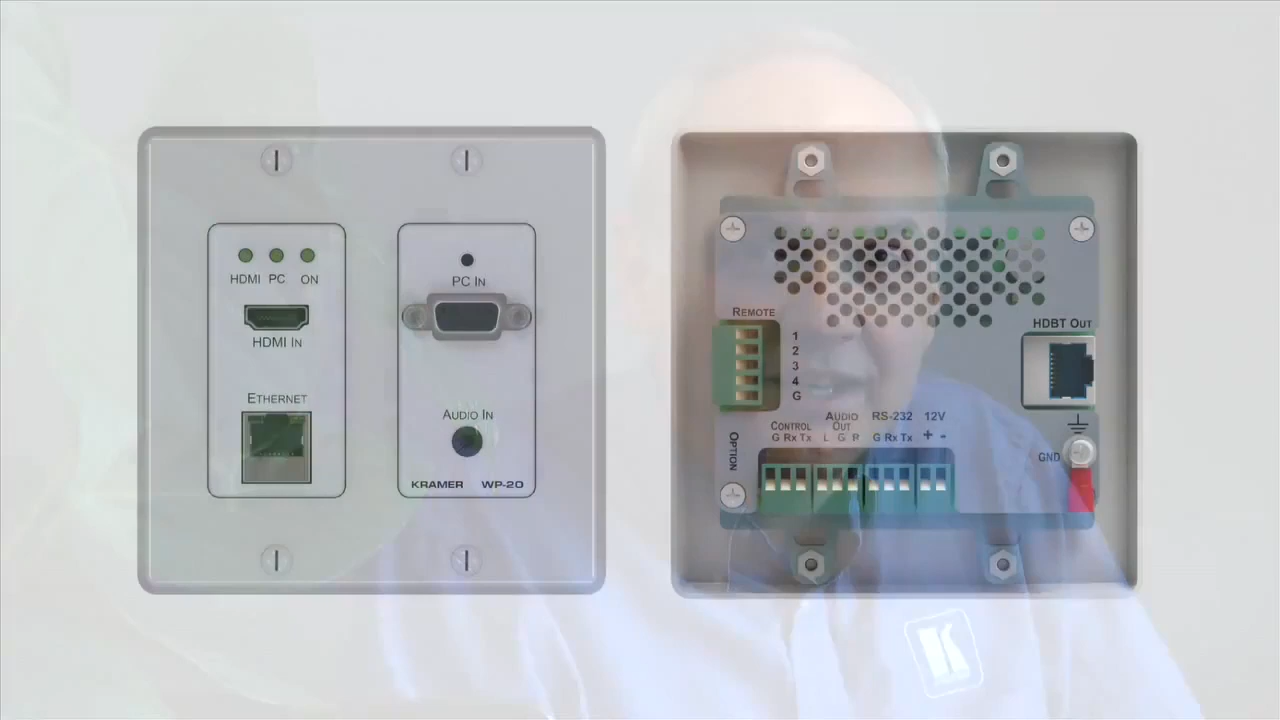 HDMI PC ON
HDMI IN
ETHERNET
PC IN
AUDIO IN
KRAMER WP-20
REMOTE
1
2
3
4
G
HDBT OUT
GND
OPTION
CONTROL
G Rx Tx
AUDIO
OUT
L G R
RS-232
G Rx Tx
12V
+ -
K